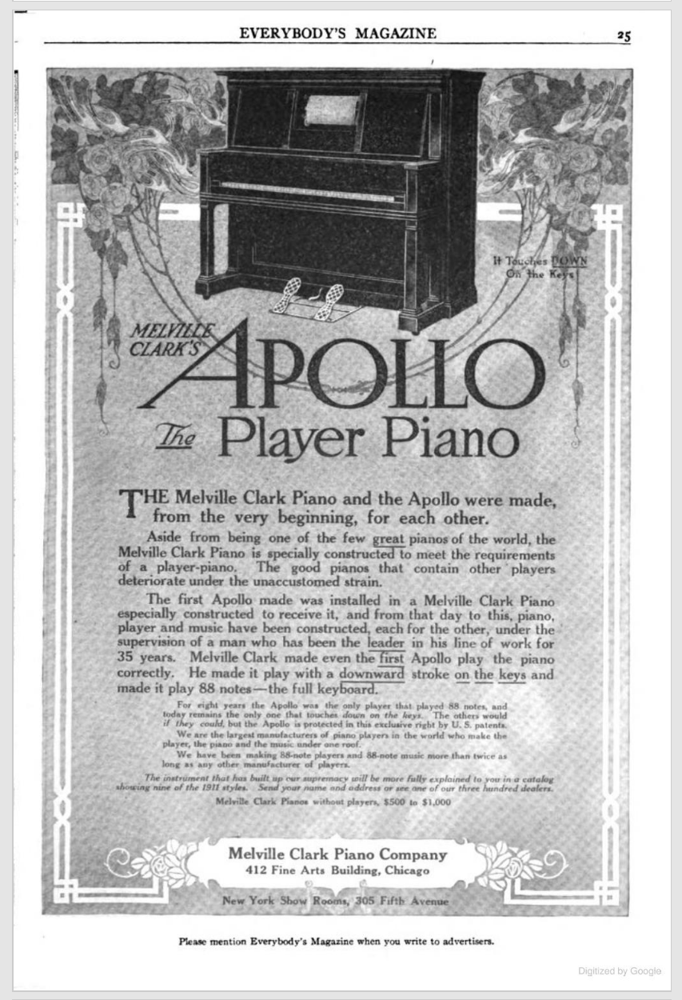 EVERYBODY'S MAGAZINE 25
It Touches DOWN
On the Keys
MELVILLE
CLARK'S
APOLLO
The Player Piano
THE Melville Clark Piano and the Apollo were made,
from the very beginning, for each other.
Aside from being one of the few great pianos of the world, the
Melville Clark Piano is specially constructed to meet the requirements
of a player-piano. The good pianos that contain other players
deteriorate under the unaccustomed strain.
The first Apollo made was installed in a Melville Clark Piano
especially constructed to receive it, and from that day to this, piano,
player and music have been constructed, each for the other, under the
supervision of a man who has been the leader in his line of work for
35 years. Melville Clark made even the first Apollo play the piano
correctly. He made it play with a downward stroke on the keys and
made it play 88 notes—the full keyboard.
For eight years the Apollo was the only player that played 88 notes, and
today remains the only one that touches down on the keys. The others would
if they could, but the Apollo is protected in this exclusive right by U. S. patents.
We are the largest manufacturers of piano players in the world who make the
player, the piano and the music under one roof.
We have been making 88-note players and 88-note music more than twice as
long as any other manufacturer of players.
The instrument that has built up our supremacy will be more fully explained to you in a catalog
showing nine of the 1911 styles. Send your name and address or see one of our three hundred dealers.
Melville Clark Pianos without players, $500 to $1,000
Melville Clark Piano Company
412 Fine Arts Building, Chicago
New York Show Rooms, 305 Fifth Avenue
Please mention Everybody's Magazine when you write to advertisers.
Digitized by Google